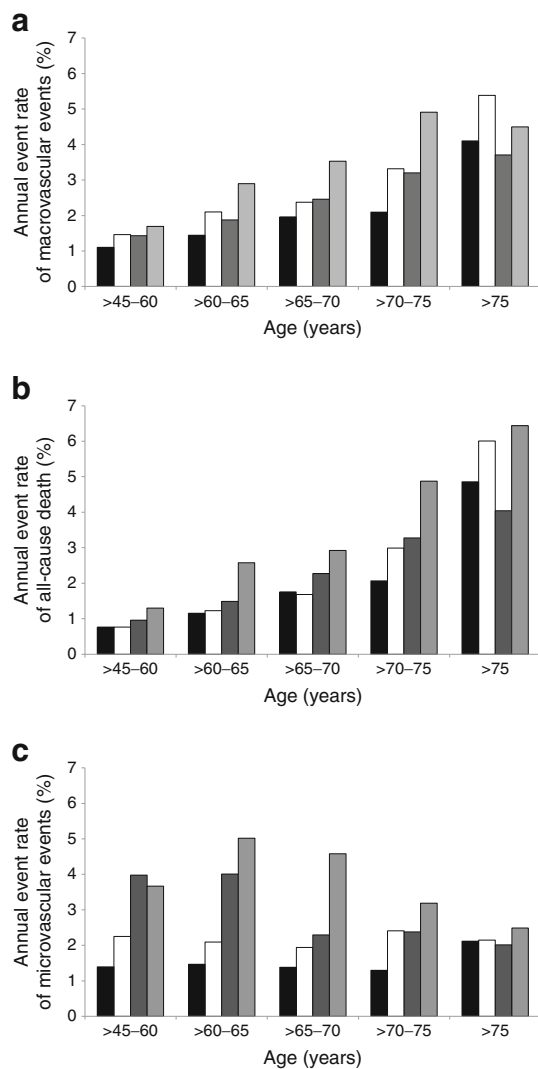 a
Annual event rate
of macrovascular events (%)
7
6
5
4
3
2
1
0
>45–60 >60–65 >65–70 >70–75 >75
Age (years)
b
Annual event rate
of all-cause death (%)
7
6
5
4
3
2
1
0
>45–60 >60–65 >65–70 >70–75 >75
Age (years)
c
Annual event rate
of microvascular events (%)
7
6
5
4
3
2
1
0
>45–60 >60–65 >65–70 >70–75 >75
Age (years)